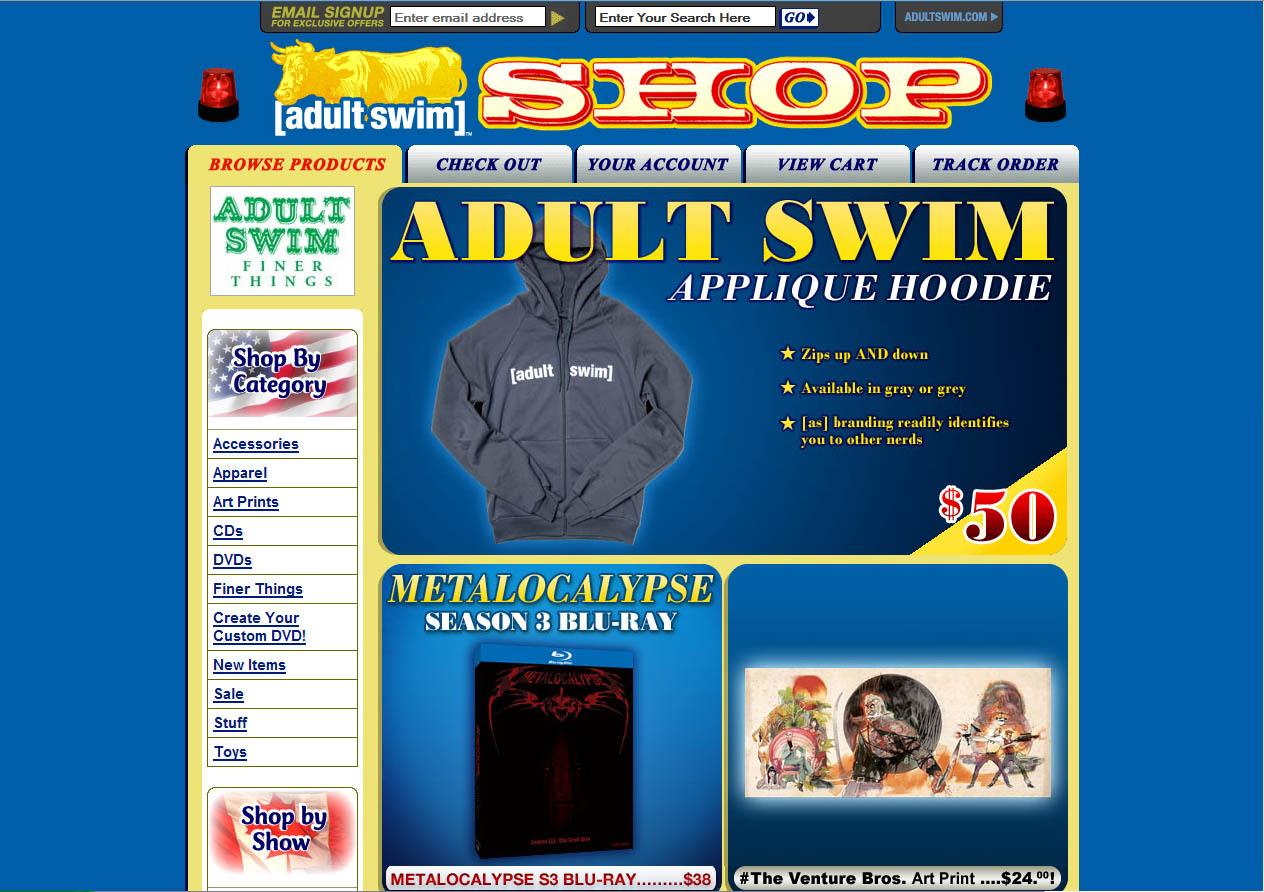 EMAIL SIGNUP
FOR EXCLUSIVE OFFERS
Enter email address
Enter Your Search Here
GO
ADULTSWIM.COM
[adult swim]™
SHOP
BROWSE PRODUCTS
CHECK OUT
YOUR ACCOUNT
VIEW CART
TRACK ORDER
ADULT
SWIM
FINER
THINGS
Shop By
Category
Accessories
Apparel
Art Prints
CDs
DVDs
Finer Things
Create Your
Custom DVD!
New Items
Sale
Stuff
Toys
Shop by
Show
ADULT SWIM
APPLIQUE HOODIE
[adult swim]
Zips up AND down
Available in gray or grey
[as] branding readily identifies
you to other nerds
$50
METALOCALYPSE
SEASON 3 BLU-RAY
Blu-ray Disc
METALOCALYPSE
METALOCALYPSE S3 BLU-RAY.........$38
#The Venture Bros. Art Print ....$24.00!